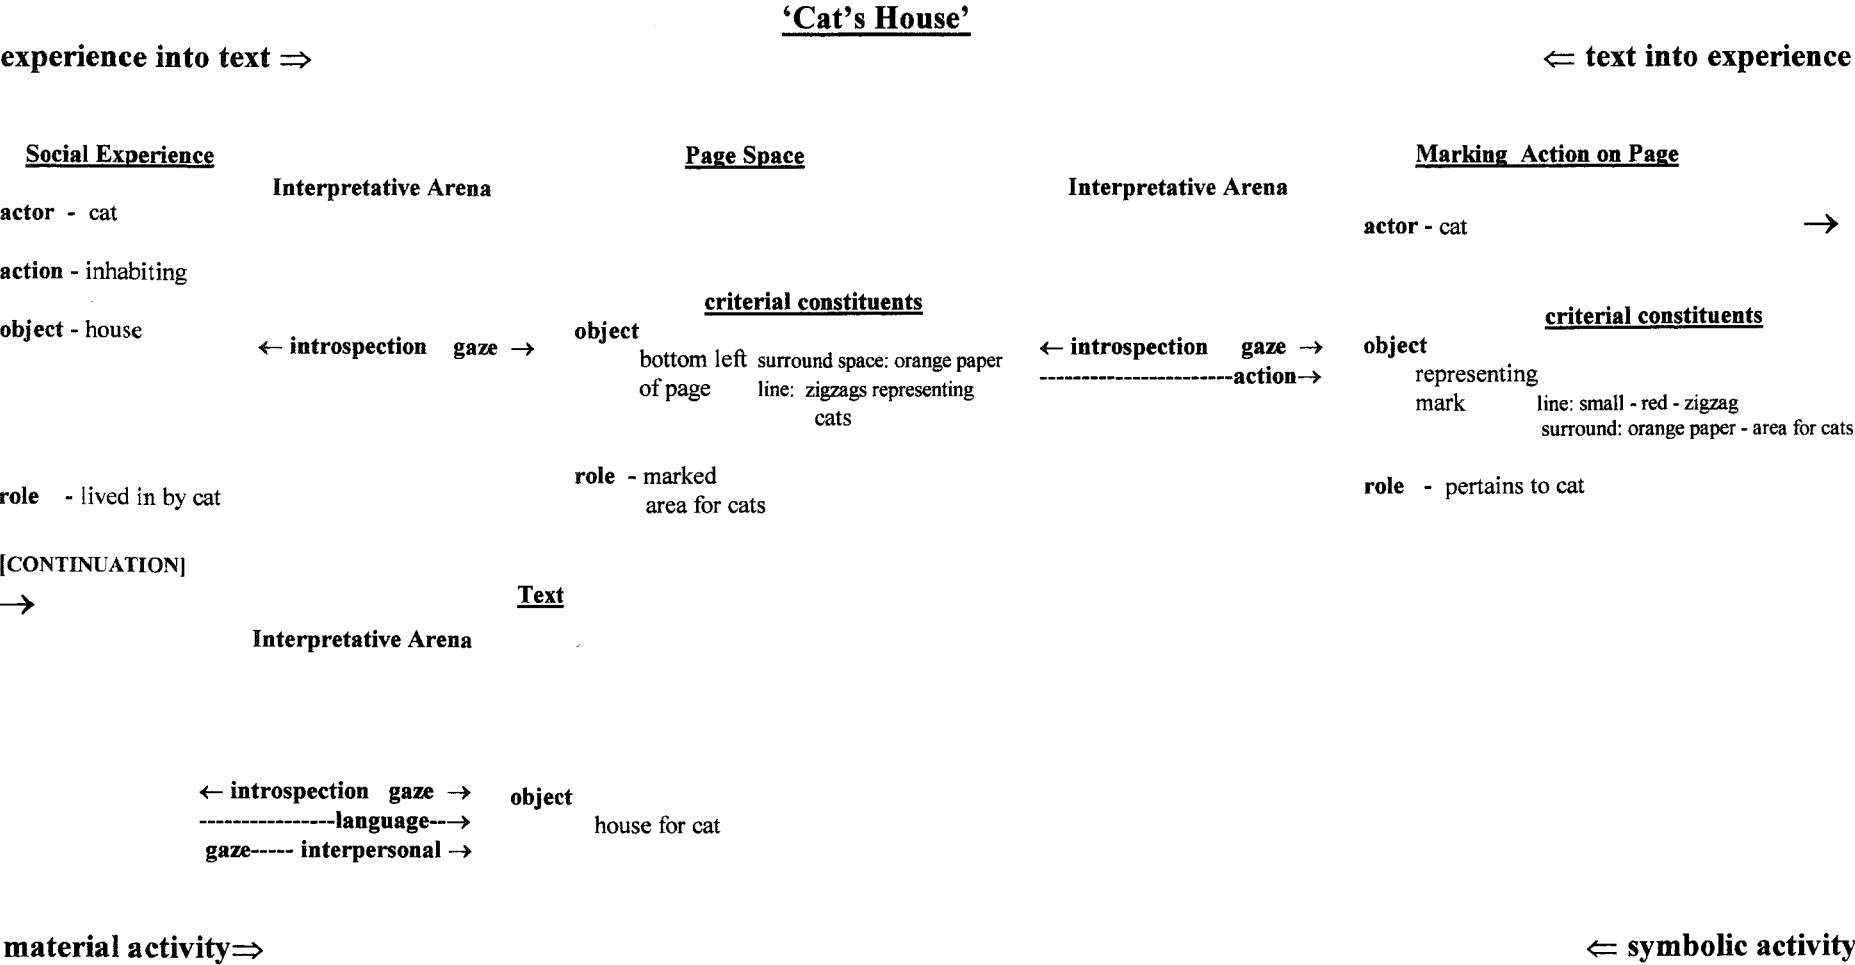 ‘Cat’s House’
experience into text ⇒
⇐ text into experience
Social Experience
Page Space
Marking Action on Page
Interpretative Arena
Interpretative Arena
actor - cat
actor - cat →
action - inhabiting
criterial constituents
criterial constituents
object - house
← introspection gaze →
object
bottom left surround space: orange paper
of page line: zigzags representing
cats
← introspection gaze →
-----------------------action→
object
representing
mark line: small - red - zigzag
surround: orange paper - area for cats
role - lived in by cat
role - marked
area for cats
role - pertains to cat
[CONTINUATION]
→
Text
Interpretative Arena
← introspection gaze →
----------------language--→
gaze----- interpersonal →
object
house for cat
material activity⇒
⇐ symbolic activity